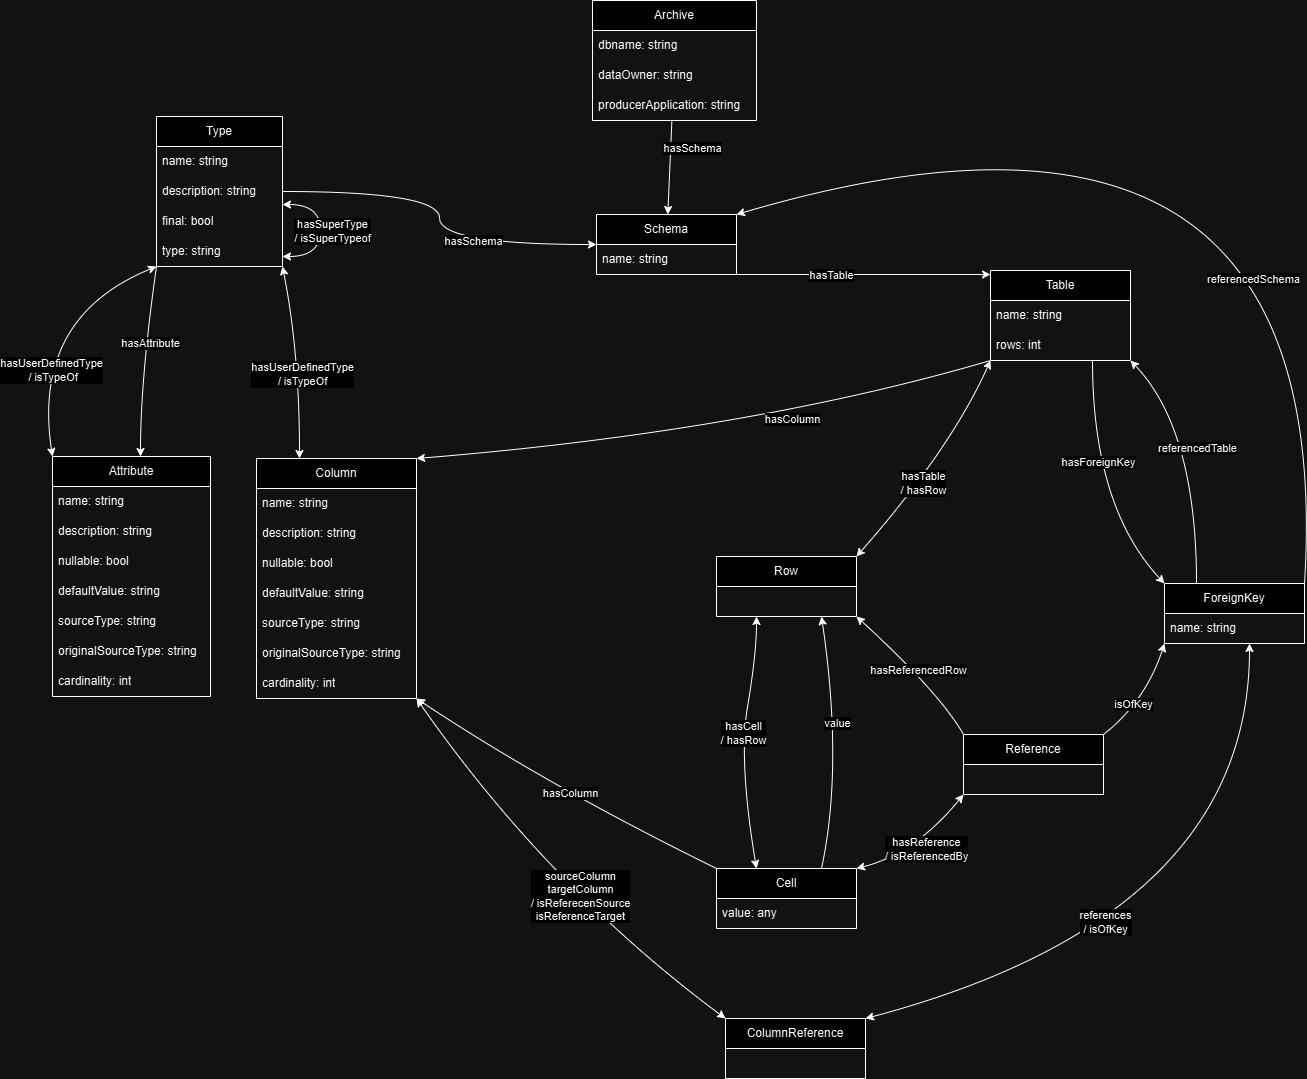 Archive
dbname: string
dataOwner: string
producerApplication: string
hasSchema
Type
name: string
description: string
final: bool
type: string
hasSuperType
/ isSuperTypeof
hasSchema
Schema
name: string
hasTable
Table
name: string
rows: int
referencedSchema
hasUserDefinedType
/ isTypeOf
hasAttribute
hasUserDefinedType
/ isTypeOf
hasColumn
hasTable
/ hasRow
hasForeignKey
referencedTable
Attribute
name: string
description: string
nullable: bool
defaultValue: string
sourceType: string
originalSourceType: string
cardinality: int
Column
name: string
description: string
nullable: bool
defaultValue: string
sourceType: string
originalSourceType: string
cardinality: int
Row
ForeignKey
name: string
hasReferencedRow
isOfKey
hasCell
/ hasRow
value
Reference
hasColumn
hasReference
/ isReferencedBy
Cell
value: any
sourceColumn
targetColumn
/ isReferecenSource
isReferenceTarget
references
/ isOfKey
ColumnReference